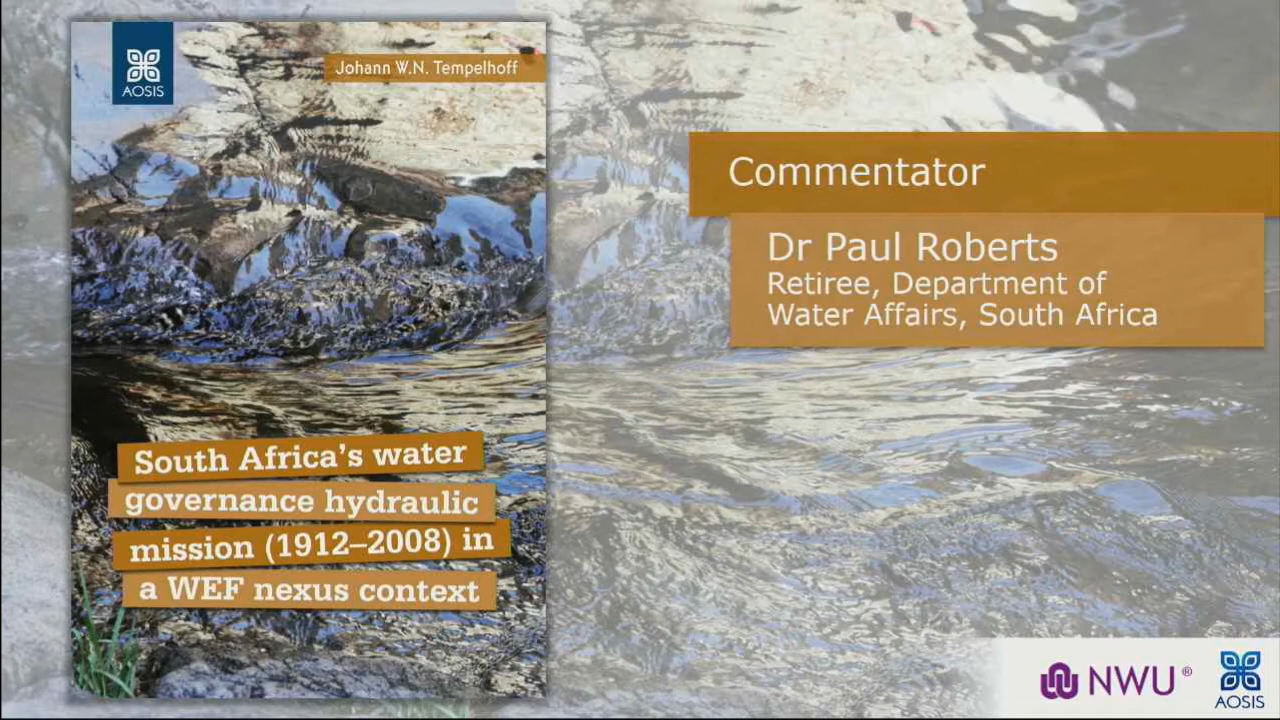 AOSIS
Johann W.N. Tempelhoff
South Africa's water
governance hydraulic
mission (1912–2008) in
a WEF nexus context
Commentator
Dr Paul Roberts
Retiree, Department of
Water Affairs, South Africa
NWU®
AOSIS